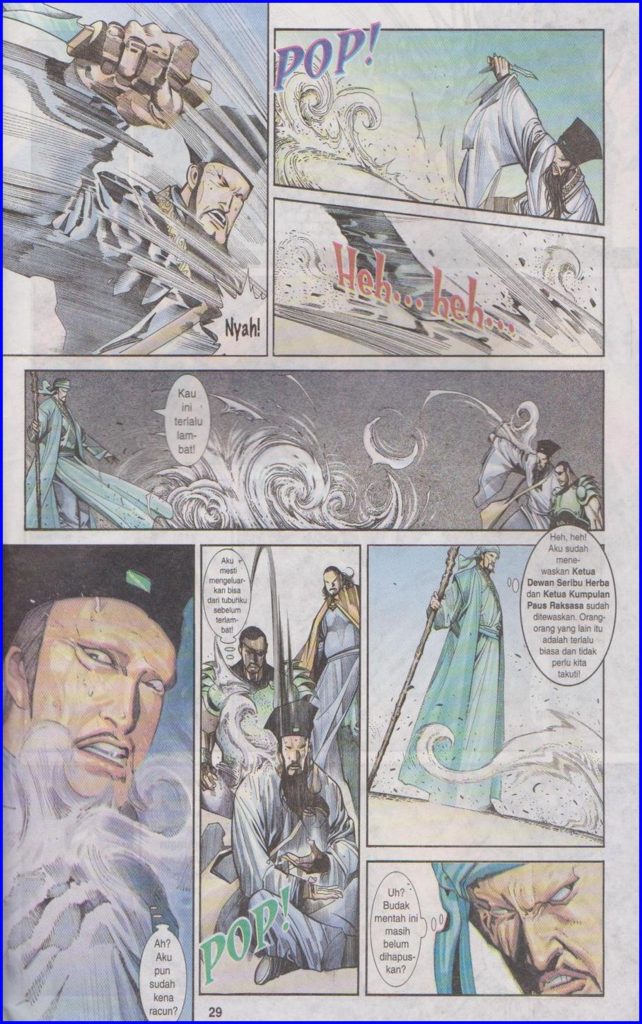 Nyah!
POP!
Heh... heh...
Kau
ini
terlalu
lam-
bat!
Ah?
Aku
pun
sudah
kena
racun?
Aku
mesti
mengeluar-
kan bisa
dari tubuhku
sebelum
terlam-
bat!
POP!
Heh, heh!
Aku sudah
mene-
waskan Ketua
Dewan Seribu Herba
dan Ketua Kumpulan
Paus Raksasa sudah
ditewaskan. Orang-
orang yang lain itu
adalah terlalu
biasa dan tidak
perlu kita
takuti!
Uh?
Budak
mentah ini
masih
belum
dihapus-
kan?
29